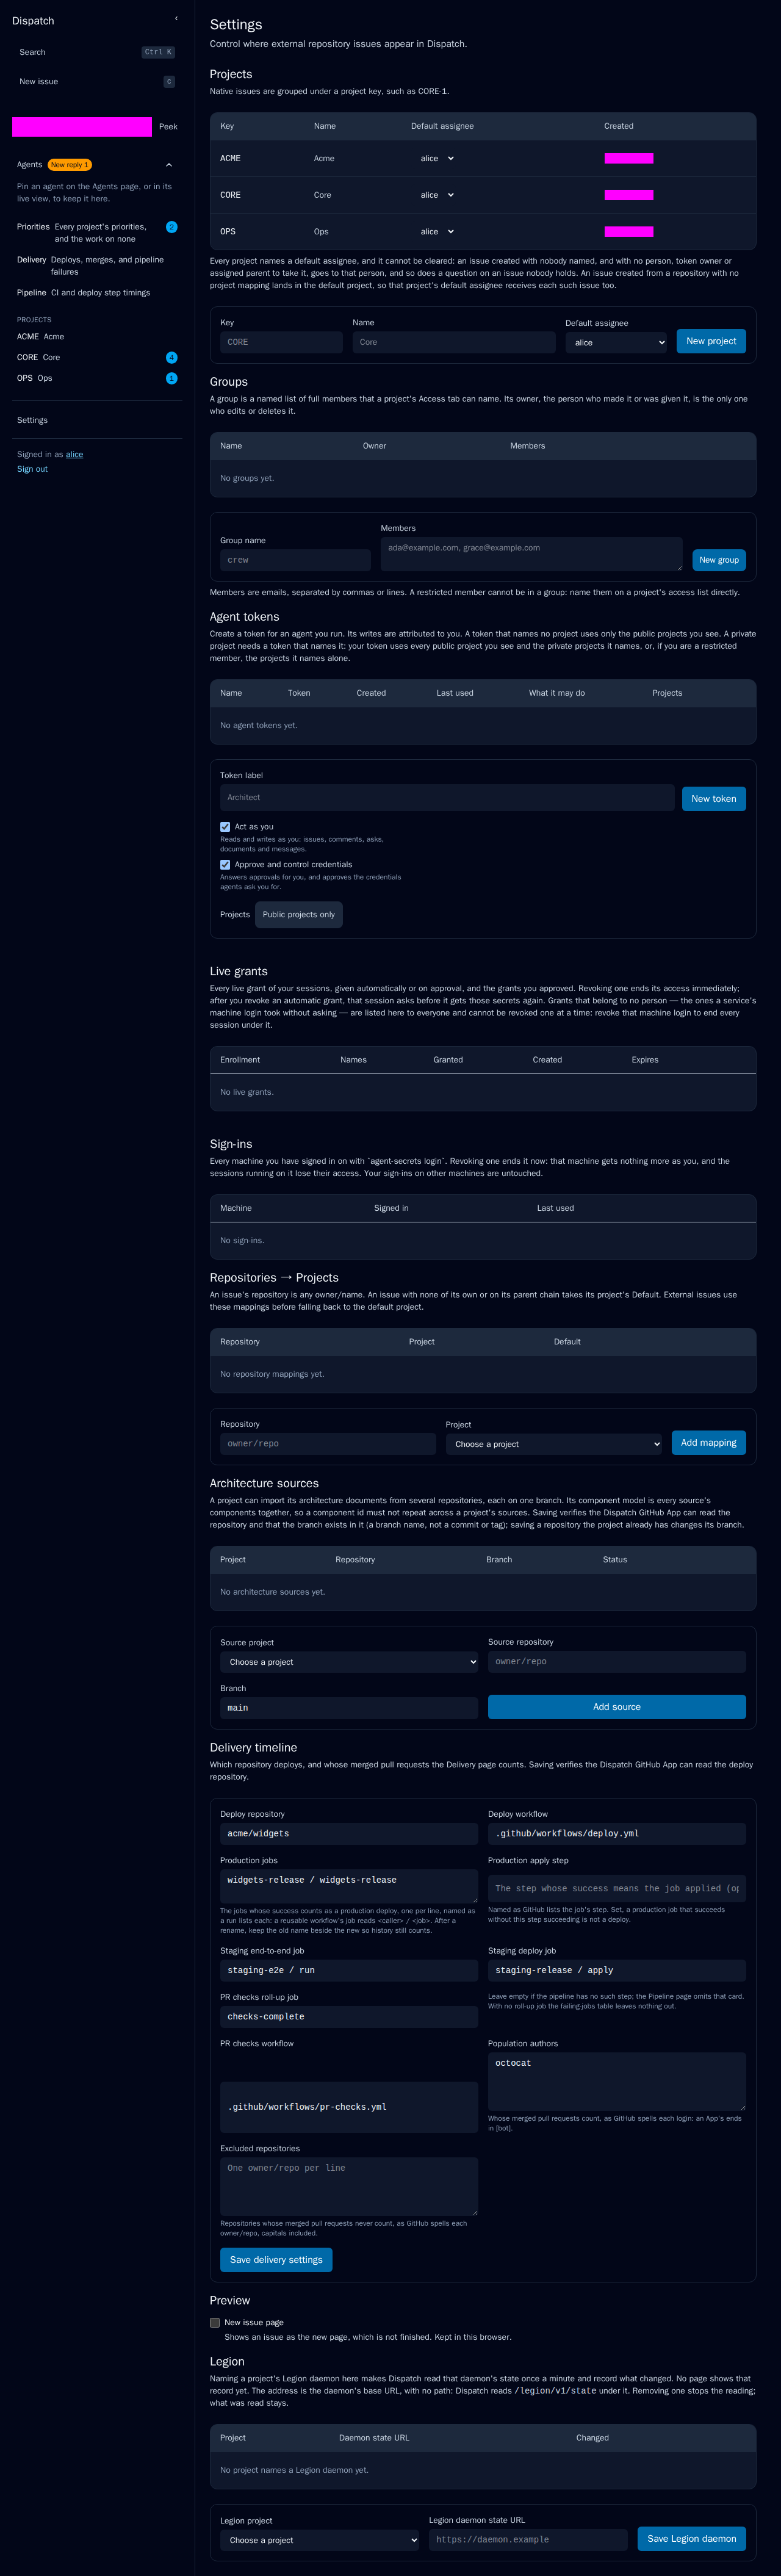 Dispatch
‹
Search
Ctrl K
New issue
C
Peek
Agents New reply 1
Pin an agent on the Agents page, or in its
live view, to keep it here.
Priorities Every project's priorities, 2
and the work on none
Delivery Deploys, merges, and pipeline
failures
Pipeline CI and deploy step timings
PROJECTS
ACME Acme
CORE Core 4
OPS Ops 1
Settings
Signed in as alice
Sign out
Settings
Control where external repository issues appear in Dispatch.
Projects
Native issues are grouped under a project key, such as CORE-1.
Key Name Default assignee Created
ACME Acme alice
CORE Core alice
OPS Ops alice
Every project names a default assignee, and it cannot be cleared: an issue created with nobody named, and with no person, token owner or
assigned parent to take it, goes to that person, and so does a question on an issue nobody holds. An issue created from a repository with no
project mapping lands in the default project, so that project's default assignee receives each such issue too.
Key Name Default assignee
CORE Core alice New project
Groups
A group is a named list of full members that a project's Access tab can name. Its owner, the person who made it or was given it, is the only one
who edits or deletes it.
Name Owner Members
No groups yet.
Group name Members
crew ada@example.com, grace@example.com New group
Members are emails, separated by commas or lines. A restricted member cannot be in a group: name them on a project's access list directly.
Agent tokens
Create a token for an agent you run. Its writes are attributed to you. A token that names no project uses only the public projects you see. A private
project needs a token that names it: your token uses every public project you see and the private projects it names, or, if you are a restricted
member, the projects it names alone.
Name Token Created Last used What it may do Projects
No agent tokens yet.
Token label
Architect New token
Act as you
Reads and writes as you: issues, comments, asks,
documents and messages.
Approve and control credentials
Answers approvals for you, and approves the credentials
agents ask you for.
Projects Public projects only
Live grants
Every live grant of your sessions, given automatically or on approval, and the grants you approved. Revoking one ends its access immediately;
after you revoke an automatic grant, that session asks before it gets those secrets again. Grants that belong to no person — the ones a service's
machine login took without asking — are listed here to everyone and cannot be revoked one at a time: revoke that machine login to end every
session under it.
Enrollment Names Granted Created Expires
No live grants.
Sign-ins
Every machine you have signed in on with `agent-secrets login`. Revoking one ends it now: that machine gets nothing more as you, and the
sessions running on it lose their access. Your sign-ins on other machines are untouched.
Machine Signed in Last used
No sign-ins.
Repositories → Projects
An issue's repository is any owner/name. An issue with none of its own or on its parent chain takes its project's Default. External issues use
these mappings before falling back to the default project.
Repository Project Default
No repository mappings yet.
Repository Project
owner/repo Choose a project Add mapping
Architecture sources
A project can import its architecture documents from several repositories, each on one branch. Its component model is every source's
components together, so a component id must not repeat across a project's sources. Saving verifies the Dispatch GitHub App can read the
repository and that the branch exists in it (a branch name, not a commit or tag); saving a repository the project already has changes its branch.
Project Repository Branch Status
No architecture sources yet.
Source project Source repository
Choose a project owner/repo
Branch
main Add source
Delivery timeline
Which repository deploys, and whose merged pull requests the Delivery page counts. Saving verifies the Dispatch GitHub App can read the deploy
repository.
Deploy repository Deploy workflow
acme/widgets .github/workflows/deploy.yml
Production jobs Production apply step
widgets-release / widgets-release The step whose success means the job applied (op
The jobs whose success counts as a production deploy, one per line, named as
a run lists each: a reusable workflow's job reads <caller> / <job>. After a
rename, keep the old name beside the new so history still counts.
Named as GitHub lists the job's step. Set, a production job that succeeds
without this step succeeding is not a deploy.
Staging end-to-end job Staging deploy job
staging-e2e / run staging-release / apply
PR checks roll-up job
checks-complete
Leave empty if the pipeline has no such step; the Pipeline page omits that card.
With no roll-up job the failing-jobs table leaves nothing out.
PR checks workflow Population authors
.github/workflows/pr-checks.yml octocat
Whose merged pull requests count, as GitHub spells each login: an App's ends
in [bot].
Excluded repositories
One owner/repo per line
Repositories whose merged pull requests never count, as GitHub spells each
owner/repo, capitals included.
Save delivery settings
Preview
New issue page
Shows an issue as the new page, which is not finished. Kept in this browser.
Legion
Naming a project's Legion daemon here makes Dispatch read that daemon's state once a minute and record what changed. No page shows that
record yet. The address is the daemon's base URL, with no path: Dispatch reads /legion/v1/state under it. Removing one stops the reading;
what was read stays.
Project Daemon state URL Changed
No project names a Legion daemon yet.
Legion project Legion daemon state URL
Choose a project https://daemon.example Save Legion daemon